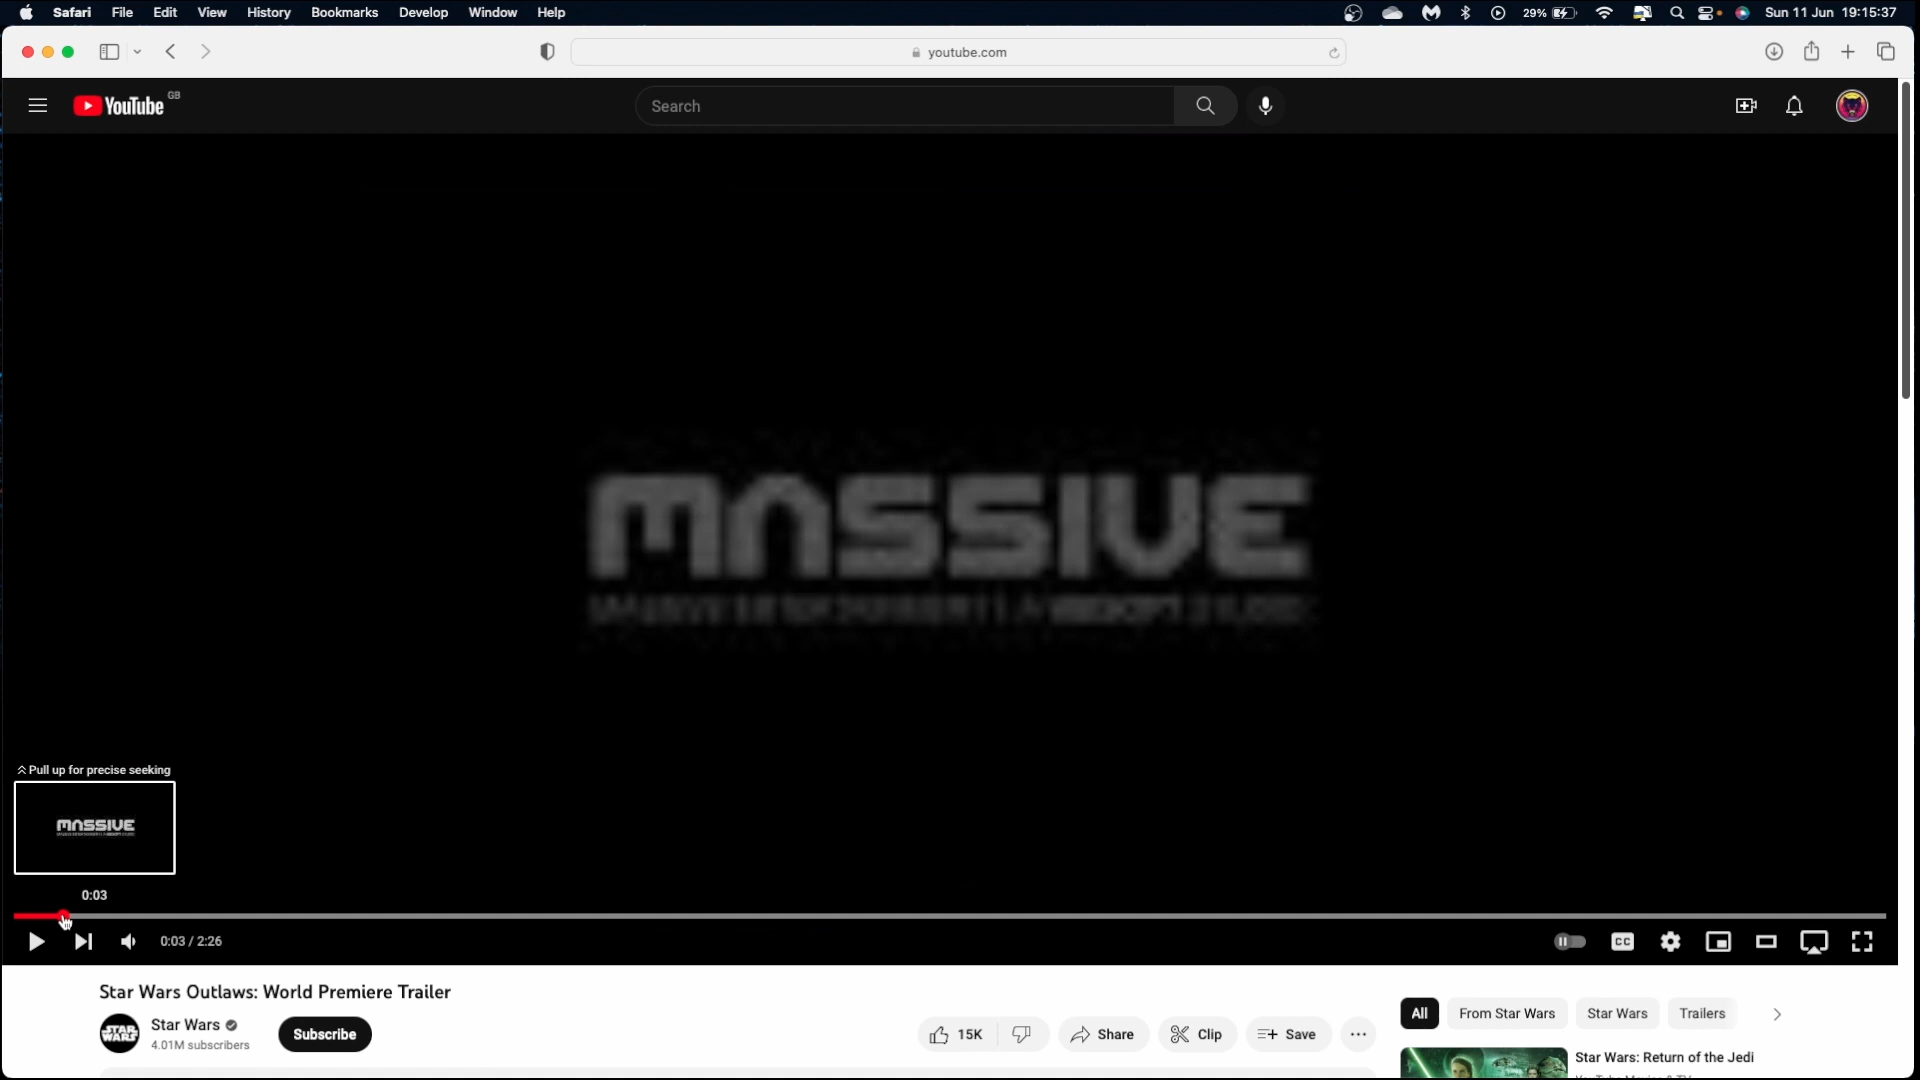 Safari File Edit View History Bookmarks Develop Window Help 29% Sun 11 Jun 19:15:37
youtube.com
YouTube GB Search
MASSIVE
Pull up for precise seeking
MASSIVE
0:03
0:03 / 2:26 CC
Star Wars Outlaws: World Premiere Trailer
STAR WARS Star Wars
4.01M subscribers
Subscribe 15K Share Clip Save
All From Star Wars Star Wars Trailers
Star Wars: Return of the Jedi